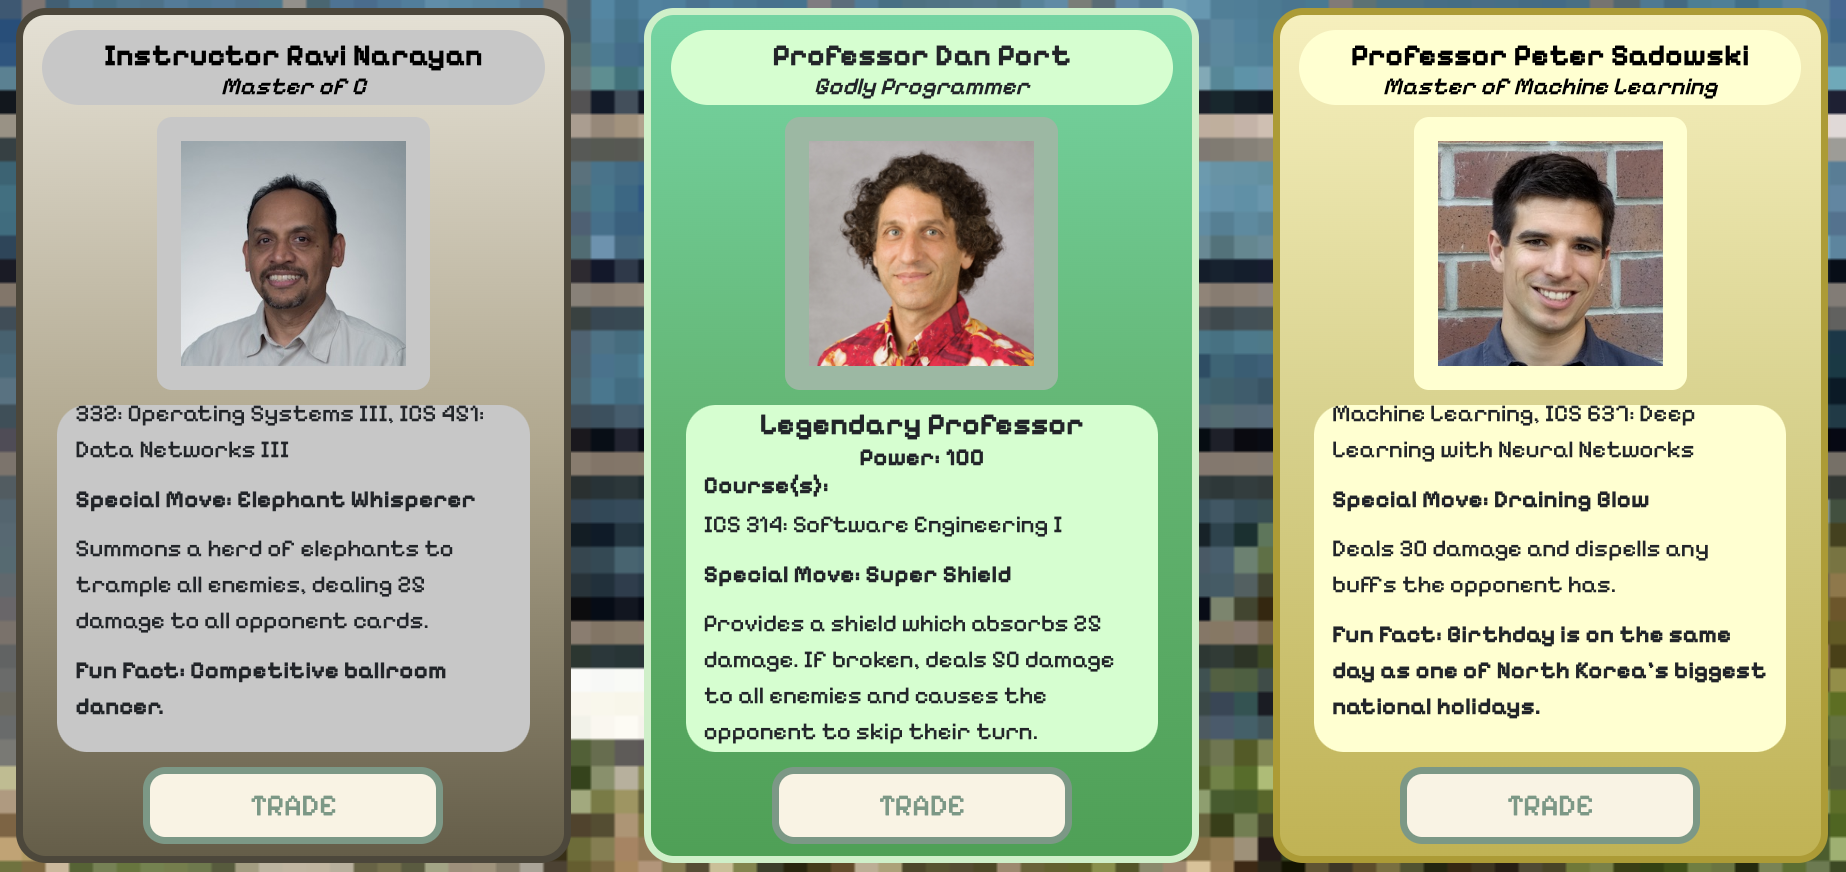 Instructor Ravi Narayan
Master of C
332: Operating Systems III, ICS 451:
Data Networks III
Special Move: Elephant Whisperer
Summons a herd of elephants to
trample all enemies, dealing 25
damage to all opponent cards.
Fun Fact: Competitive ballroom
dancer.
TRADE
Professor Dan Port
Godly Programmer
Legendary Professor
Power: 100
Course(s):
ICS 314: Software Engineering I
Special Move: Super Shield
Provides a shield which absorbs 25
damage. If broken, deals 50 damage
to all enemies and causes the
opponent to skip their turn.
TRADE
Professor Peter Sadowski
Master of Machine Learning
Machine Learning, ICS 637: Deep
Learning with Neural Networks
Special Move: Draining Blow
Deals 30 damage and dispells any
buffs the opponent has.
Fun Fact: Birthday is on the same
day as one of North Korea's biggest
national holidays.
TRADE